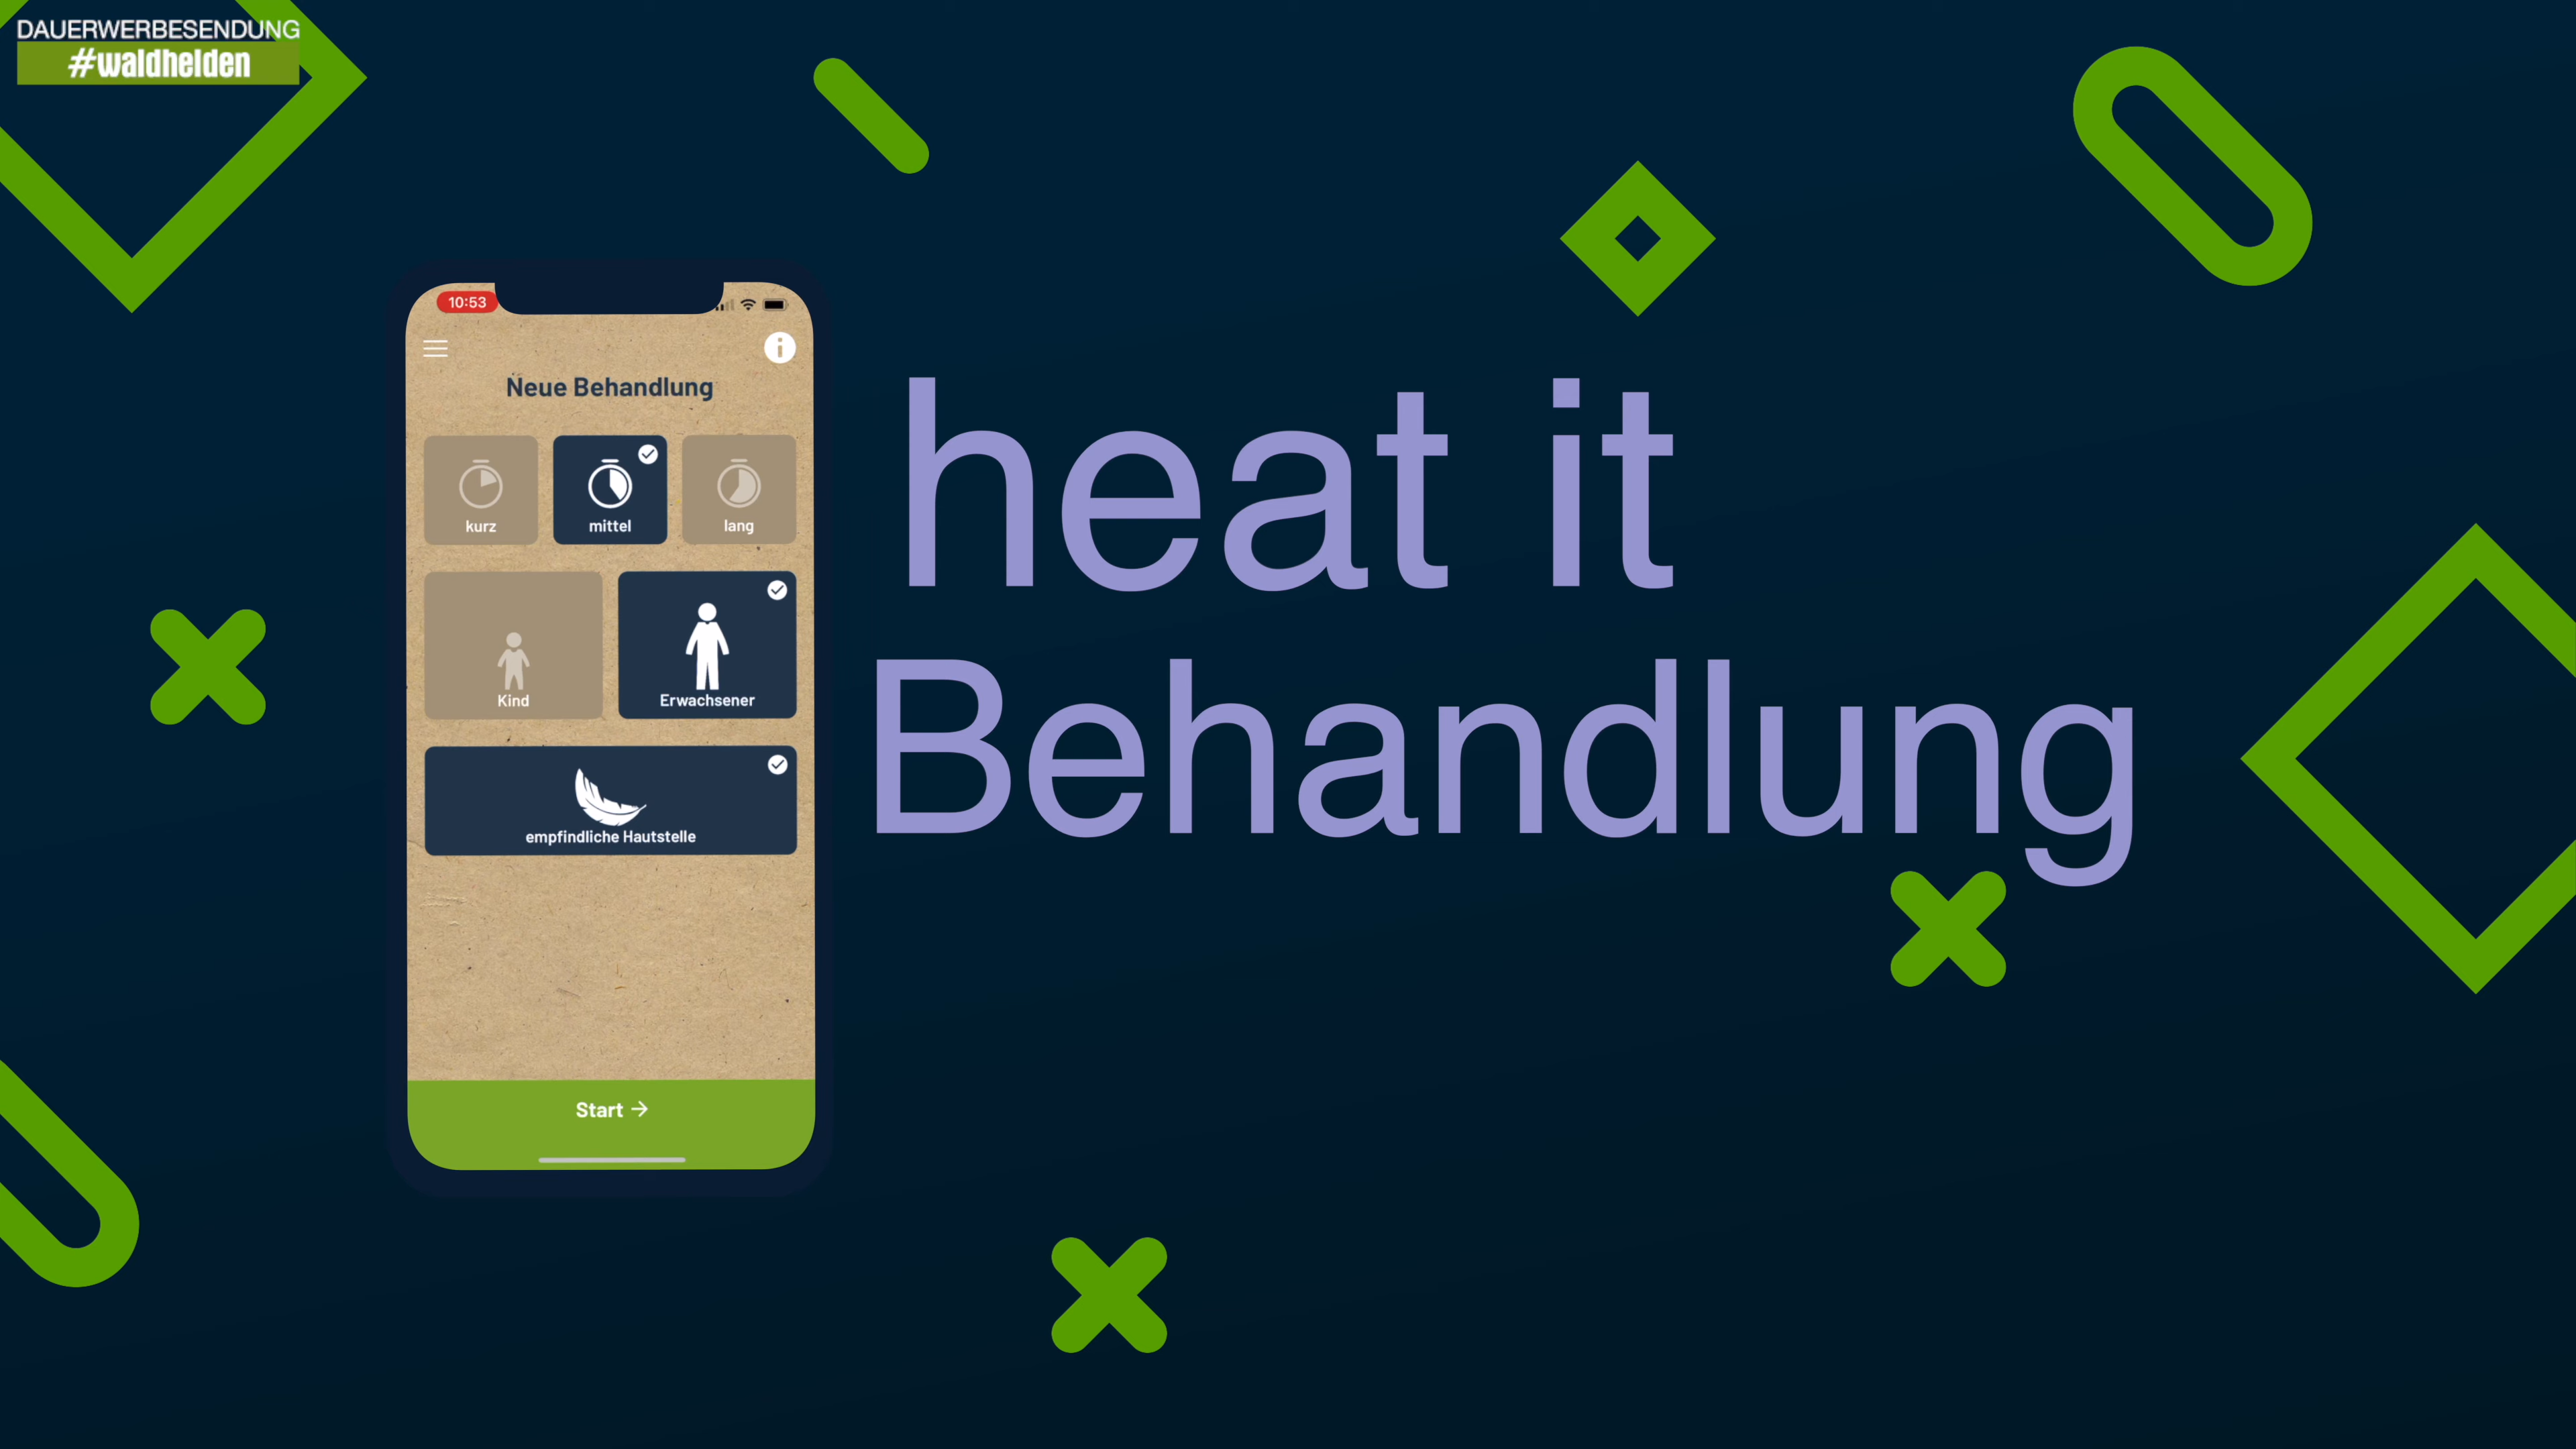 DAUERWERBESENDUNG
#waldhelden
10:53
Neue Behandlung
kurz
mittel
lang
Kind
Erwachsener
empfindliche Hautstelle
Start →
heat it
Behandlung